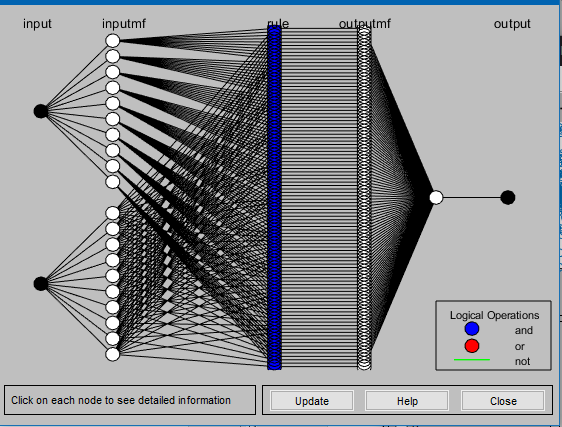 input inputmf rule outputmf output
Logical Operations
and
or
not
Click on each node to see detailed information
Update Help Close